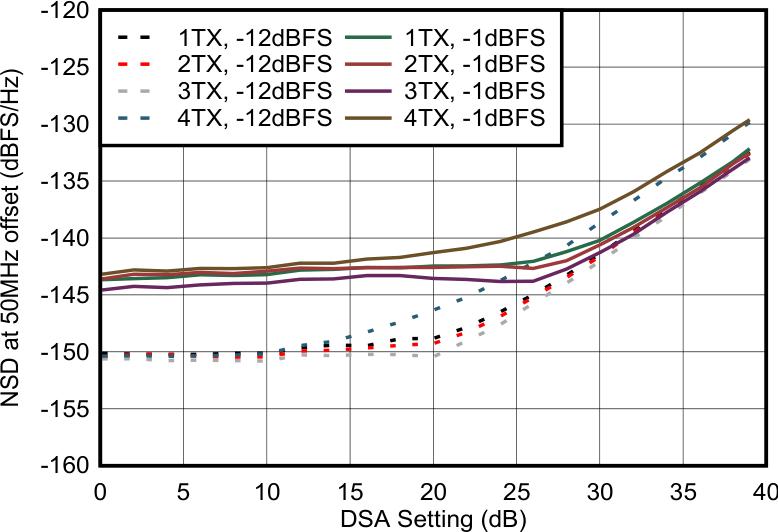 -120
-125
-130
-135
-140
-145
-150
-155
-160
NSD at 50MHz offset (dBFS/Hz)
1TX, -12dBFS 1TX, -1dBFS
2TX, -12dBFS 2TX, -1dBFS
3TX, -12dBFS 3TX, -1dBFS
4TX, -12dBFS 4TX, -1dBFS
0 5 10 15 20 25 30 35 40
DSA Setting (dB)